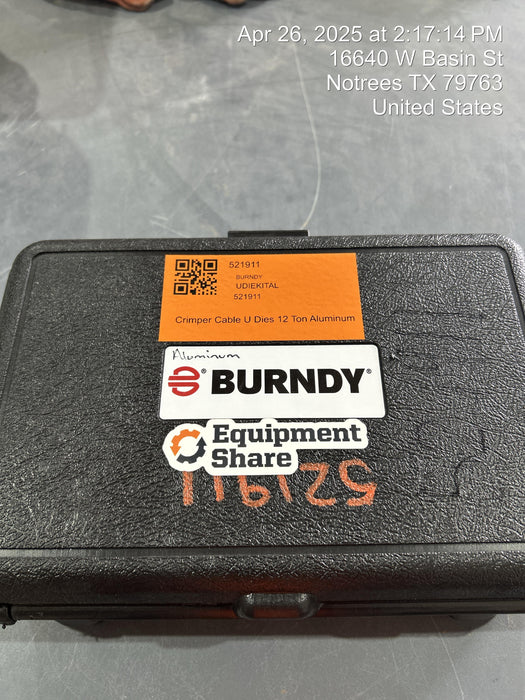 Apr 26, 2025 at 2:17:14 PM
16640 W Basin St
Notrees TX 79763
United States
521911
BURNDY
UDIEKITAL
521911
Crimper Cable U Dies 12 Ton Aluminum
Aluminum
BURNDY®
Equipment
Share
521911